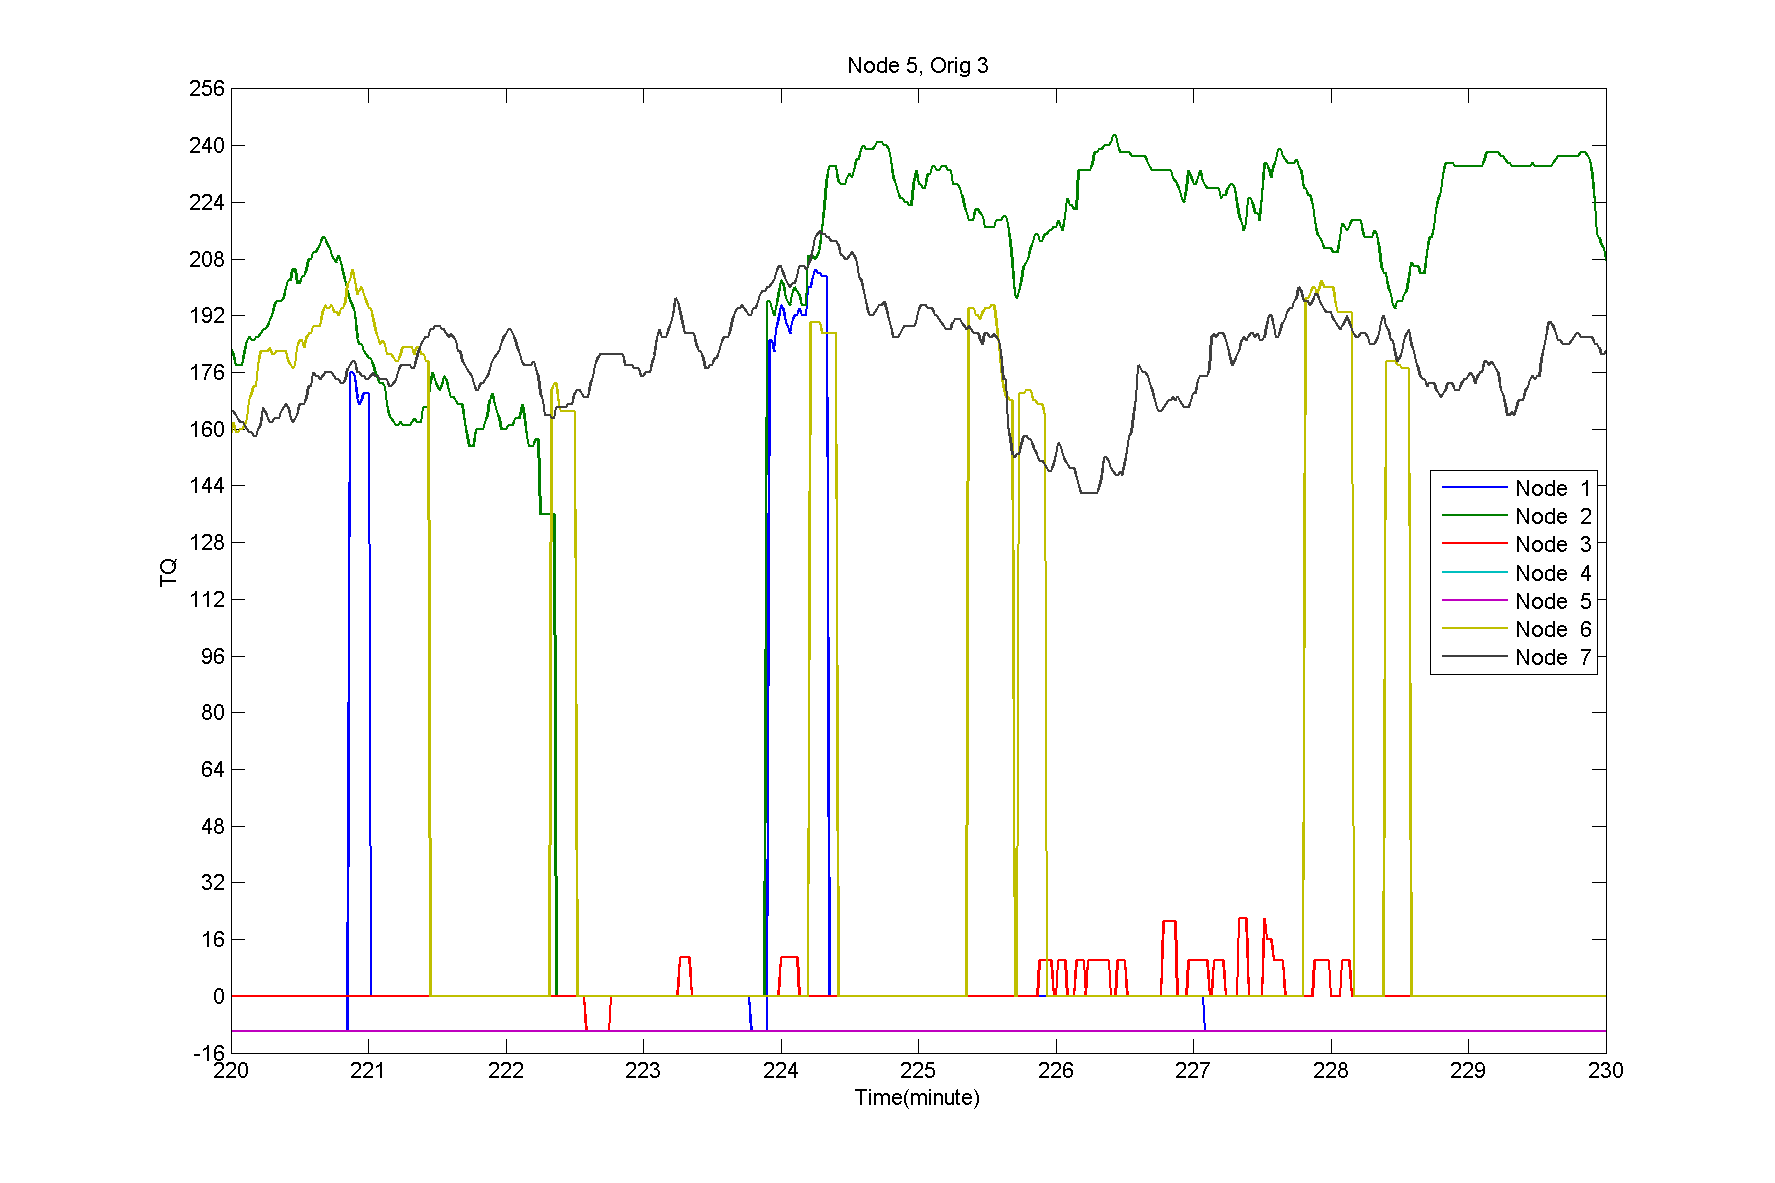 Node 5, Orig 3
256
240
224
208
192
176
160
144
128
112
96
80
64
48
32
16
0
-16
TQ
Node 1
Node 2
Node 3
Node 4
Node 5
Node 6
Node 7
220 221 222 223 224 225 226 227 228 229 230
Time(minute)